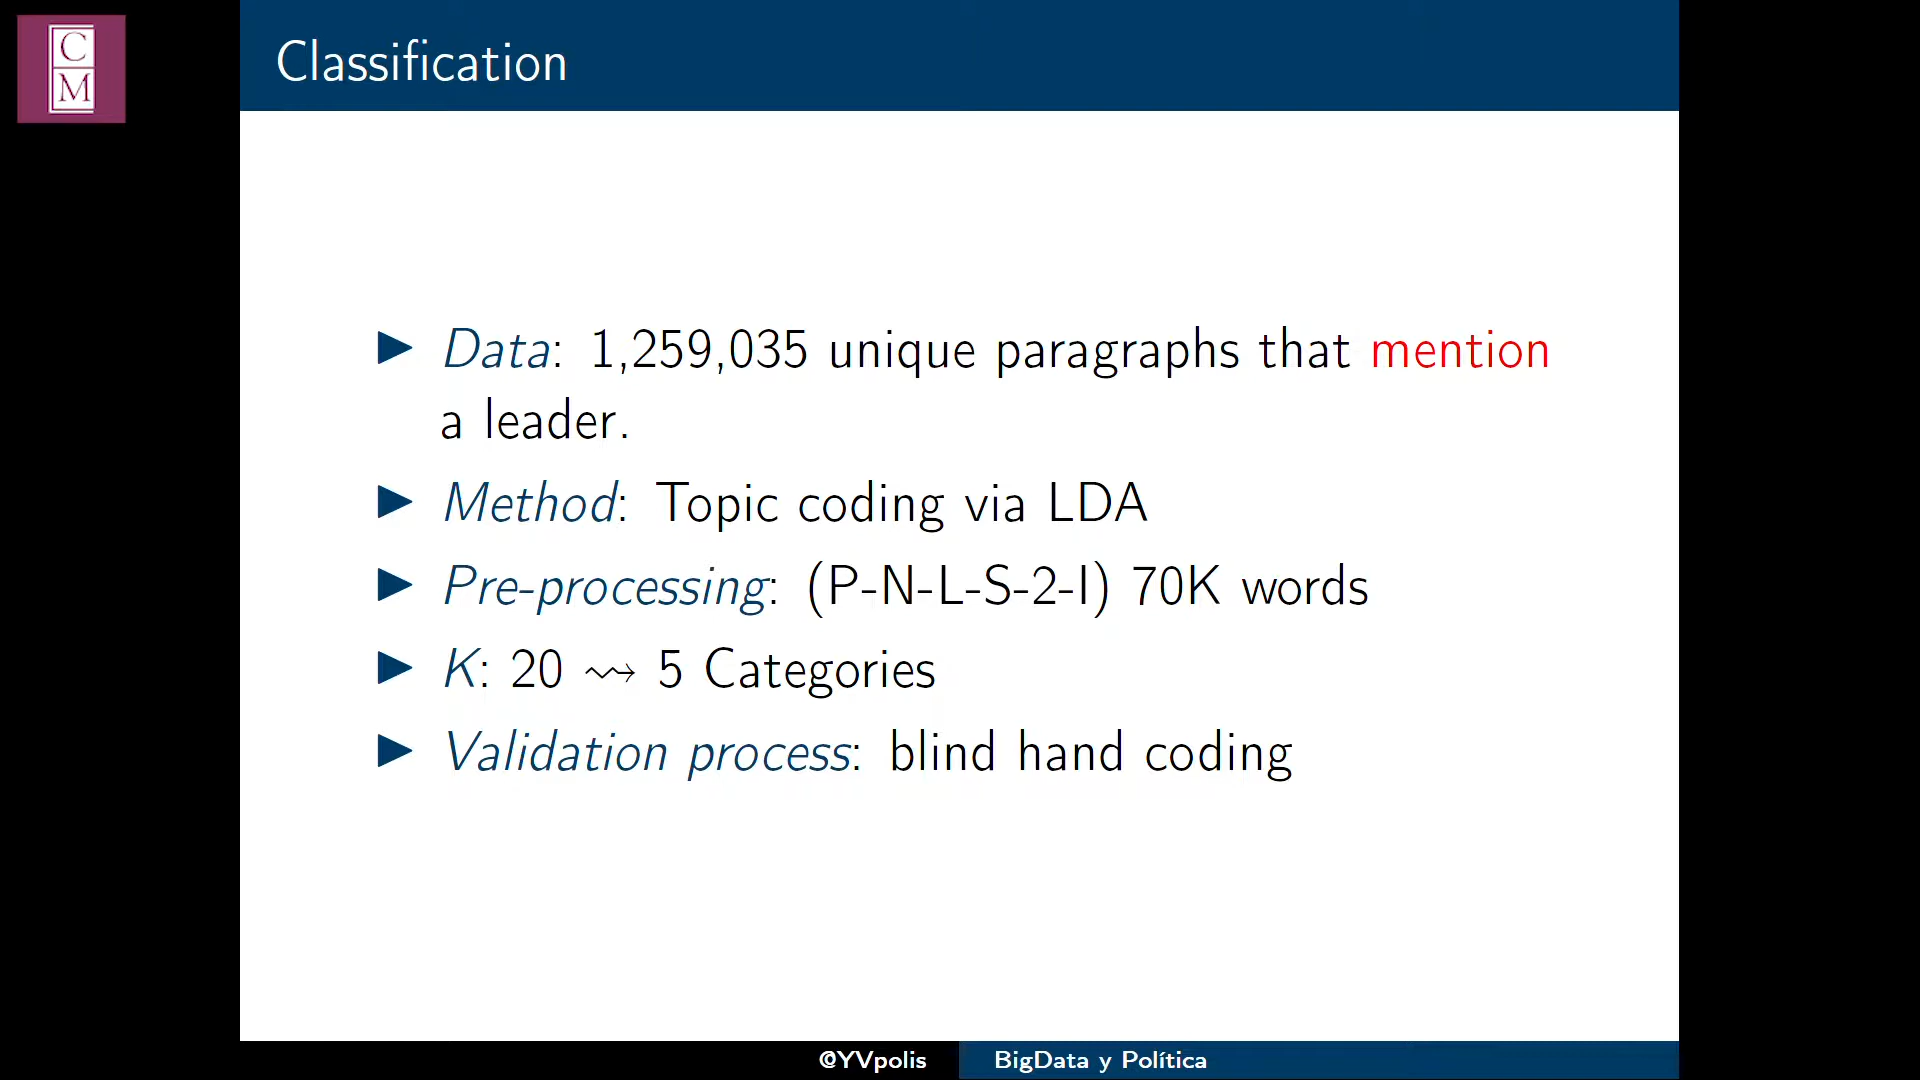 C
M
Classification
Data: 1,259,035 unique paragraphs that mention
a leader.
Method: Topic coding via LDA
Pre-processing: (P-N-L-S-2-I) 70K words
K: 20 ⇝ 5 Categories
Validation process: blind hand coding
@YVpolis BigData y Política